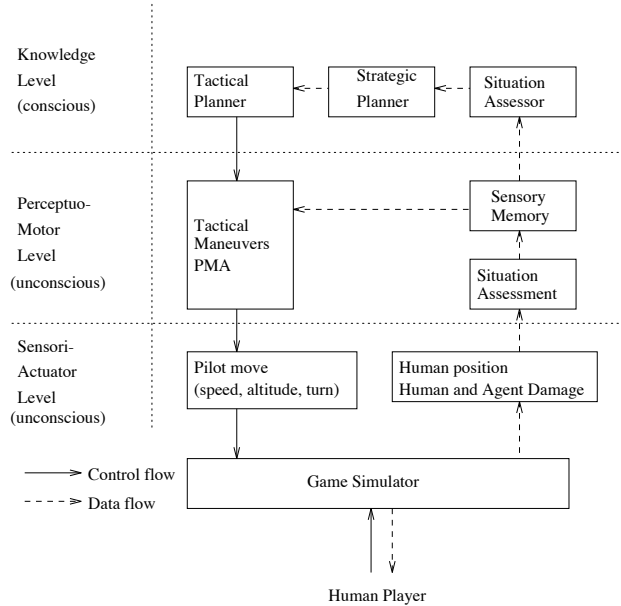 Knowledge
Level
(conscious)
Tactical
Planner
Strategic
Planner
Situation
Assessor
Perceptuo-
Motor
Level
(unconscious)
Tactical
Maneuvers
PMA
Sensory
Memory
Situation
Assessment
Sensori-
Actuator
Level
(unconscious)
Pilot move
(speed, altitude, turn)
Human position
Human and Agent Damage
Control flow
Data flow
Game Simulator
Human Player